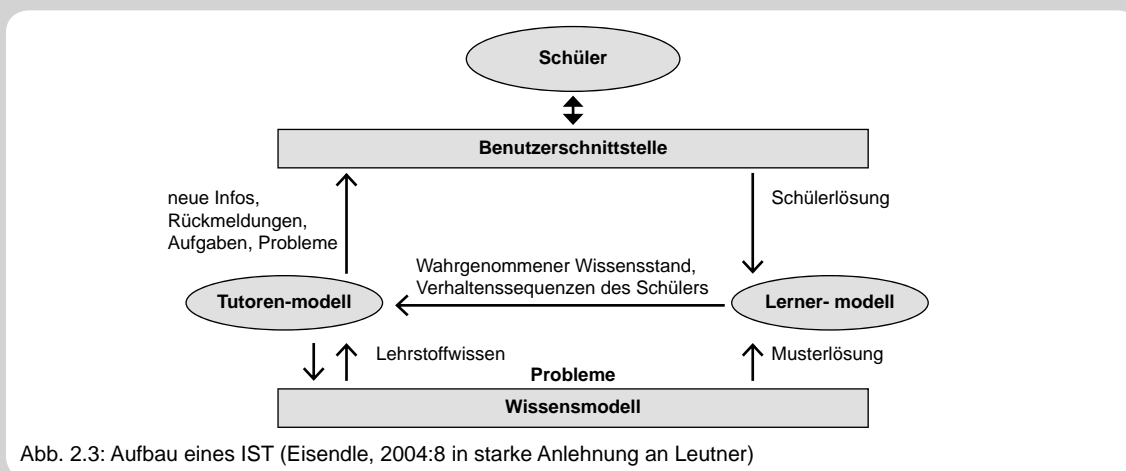 Schüler
Benutzerschnittstelle
neue Infos,
Rückmeldungen,
Aufgaben, Probleme
Schülerlösung
Wahrgenommener Wissensstand,
Verhaltenssequenzen des Schülers
Tutoren-modell
Lerner- modell
Lehrstoffwissen
Musterlösung
Probleme
Wissensmodell
Abb. 2.3: Aufbau eines IST (Eisendle, 2004:8 in starke Anlehnung an Leutner)